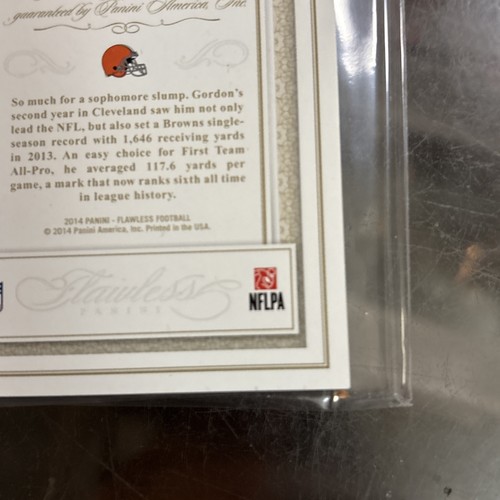 guaranteed by Panini America, Inc.
So much for a sophomore slump. Gordon's
second year in Cleveland saw him not only
lead the NFL, but also set a Browns single-
season record with 1,646 receiving yards
in 2013. An easy choice for First Team
All-Pro, he averaged 117.6 yards per
game, a mark that now ranks sixth all time
in league history.
2014 PANINI - FLAWLESS FOOTBALL
© 2014 Panini America, Inc. Printed in the USA.
Flawless
PANINI
NFLPA